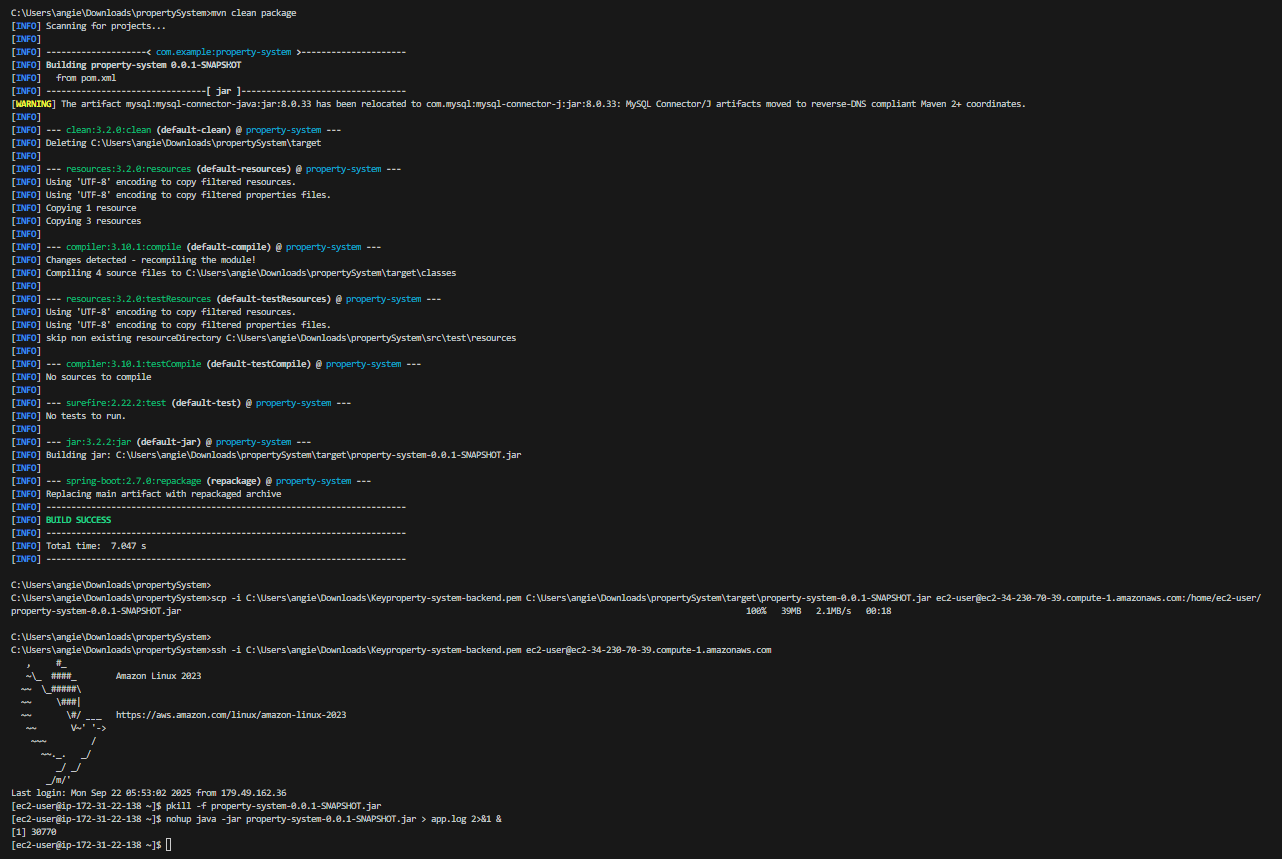 C:\Users\angie\Downloads\propertySystem>mvn clean package
[INFO] Scanning for projects...
[INFO]
[INFO] --------------------< com.example:property-system >---------------------
[INFO] Building property-system 0.0.1-SNAPSHOT
[INFO]   from pom.xml
[INFO] --------------------------------[ jar ]---------------------------------
[WARNING] The artifact mysql:mysql-connector-java:jar:8.0.33 has been relocated to com.mysql:mysql-connector-j:jar:8.0.33: MySQL Connector/J artifacts moved to reverse-DNS compliant Maven 2+ coordinates.
[INFO]
[INFO] --- clean:3.2.0:clean (default-clean) @ property-system ---
[INFO] Deleting C:\Users\angie\Downloads\propertySystem\target
[INFO]
[INFO] --- resources:3.2.0:resources (default-resources) @ property-system ---
[INFO] Using 'UTF-8' encoding to copy filtered resources.
[INFO] Using 'UTF-8' encoding to copy filtered properties files.
[INFO] Copying 1 resource
[INFO] Copying 3 resources
[INFO]
[INFO] --- compiler:3.10.1:compile (default-compile) @ property-system ---
[INFO] Changes detected - recompiling the module!
[INFO] Compiling 4 source files to C:\Users\angie\Downloads\propertySystem\target\classes
[INFO]
[INFO] --- resources:3.2.0:testResources (default-testResources) @ property-system ---
[INFO] Using 'UTF-8' encoding to copy filtered resources.
[INFO] Using 'UTF-8' encoding to copy filtered properties files.
[INFO] skip non existing resourceDirectory C:\Users\angie\Downloads\propertySystem\src\test\resources
[INFO]
[INFO] --- compiler:3.10.1:testCompile (default-testCompile) @ property-system ---
[INFO] No sources to compile
[INFO]
[INFO] --- surefire:2.22.2:test (default-test) @ property-system ---
[INFO] No tests to run.
[INFO]
[INFO] --- jar:3.2.2:jar (default-jar) @ property-system ---
[INFO] Building jar: C:\Users\angie\Downloads\propertySystem\target\property-system-0.0.1-SNAPSHOT.jar
[INFO]
[INFO] --- spring-boot:2.7.0:repackage (repackage) @ property-system ---
[INFO] Replacing main artifact with repackaged archive
[INFO] ------------------------------------------------------------------------
[INFO] BUILD SUCCESS
[INFO] ------------------------------------------------------------------------
[INFO] Total time:  7.047 s
[INFO] ------------------------------------------------------------------------
C:\Users\angie\Downloads\propertySystem>
C:\Users\angie\Downloads\propertySystem>scp -i C:\Users\angie\Downloads\Keyproperty-system-backend.pem C:\Users\angie\Downloads\propertySystem\target\property-system-0.0.1-SNAPSHOT.jar ec2-user@ec2-34-230-70-39.compute-1.amazonaws.com:/home/ec2-user/
property-system-0.0.1-SNAPSHOT.jar 100% 39MB 2.1MB/s 00:18
C:\Users\angie\Downloads\propertySystem>
C:\Users\angie\Downloads\propertySystem>ssh -i C:\Users\angie\Downloads\Keyproperty-system-backend.pem ec2-user@ec2-34-230-70-39.compute-1.amazonaws.com
   ,     #_
   ~\_  ####_        Amazon Linux 2023
  ~~  \_#####\
  ~~     \###|
  ~~       \#/ ___   https://aws.amazon.com/linux/amazon-linux-2023
   ~~       V~' '->
    ~~~         /
      ~~._.   _/
         _/ _/
       _/m/'
Last login: Mon Sep 22 05:53:02 2025 from 179.49.162.36
[ec2-user@ip-172-31-22-138 ~]$ pkill -f property-system-0.0.1-SNAPSHOT.jar
[ec2-user@ip-172-31-22-138 ~]$ nohup java -jar property-system-0.0.1-SNAPSHOT.jar > app.log 2>&1 &
[1] 30770
[ec2-user@ip-172-31-22-138 ~]$